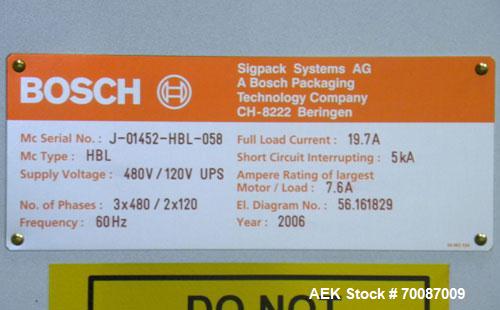 BOSCH
Sigpack Systems AG
A Bosch Packaging
Technology Company
CH-8222 Beringen
Mc Serial No. : J-01452-HBL-058
Mc Type : HBL
Supply Voltage : 480V / 120V UPS
No. of Phases : 3x480 / 2x120
Frequency : 60Hz
Full Load Current : 19.7A
Short Circuit Interrupting : 5kA
Ampere Rating of largest
Motor / Load : 7.6A
El. Diagram No. : 56.161829
Year : 2006
DO NOT
AEK Stock # 70087009